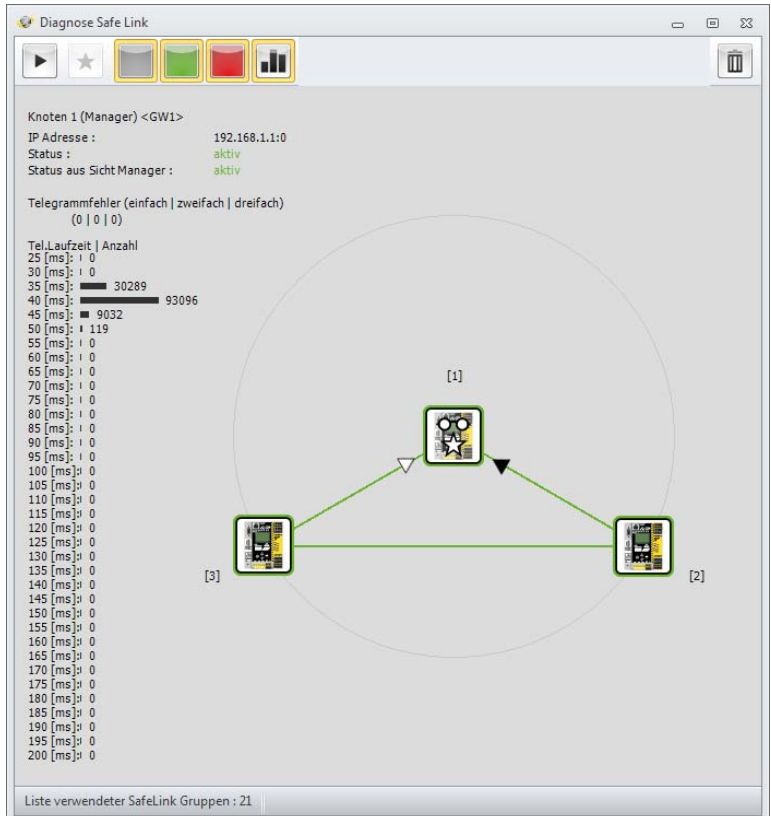 Diagnose Safe Link
Knoten 1 (Manager) <GW1>
IP Adresse : 192.168.1.1:0
Status : aktiv
Status aus Sicht Manager : aktiv
Telegrammfehler (einfach | zweifach | dreifach)
(0 | 0 | 0)
Tel.Laufzeit | Anzahl
25 [ms]: 0
30 [ms]: 0
35 [ms]: 30289
40 [ms]: 93096
45 [ms]: 9032
50 [ms]: 119
55 [ms]: 0
60 [ms]: 0
65 [ms]: 0
70 [ms]: 0
75 [ms]: 0
80 [ms]: 0
85 [ms]: 0
90 [ms]: 0
95 [ms]: 0
100 [ms]: 0
105 [ms]: 0
110 [ms]: 0
115 [ms]: 0
120 [ms]: 0
125 [ms]: 0
130 [ms]: 0
135 [ms]: 0
140 [ms]: 0
145 [ms]: 0
150 [ms]: 0
155 [ms]: 0
160 [ms]: 0
165 [ms]: 0
170 [ms]: 0
175 [ms]: 0
180 [ms]: 0
185 [ms]: 0
190 [ms]: 0
195 [ms]: 0
200 [ms]: 0
[1]
[3]
[2]
Liste verwendeter SafeLink Gruppen : 21